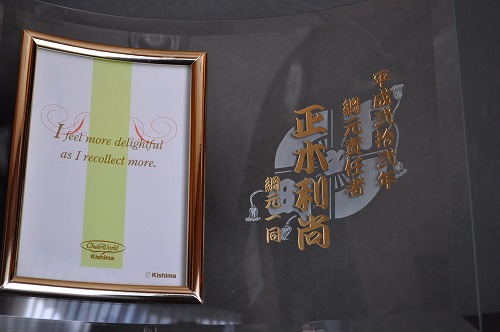 I feel more delightful
as I recollect more.
CheerWorld
Kishima
© Kishima
平成弐拾弐年
網元責任者
正木利尚
網元一同